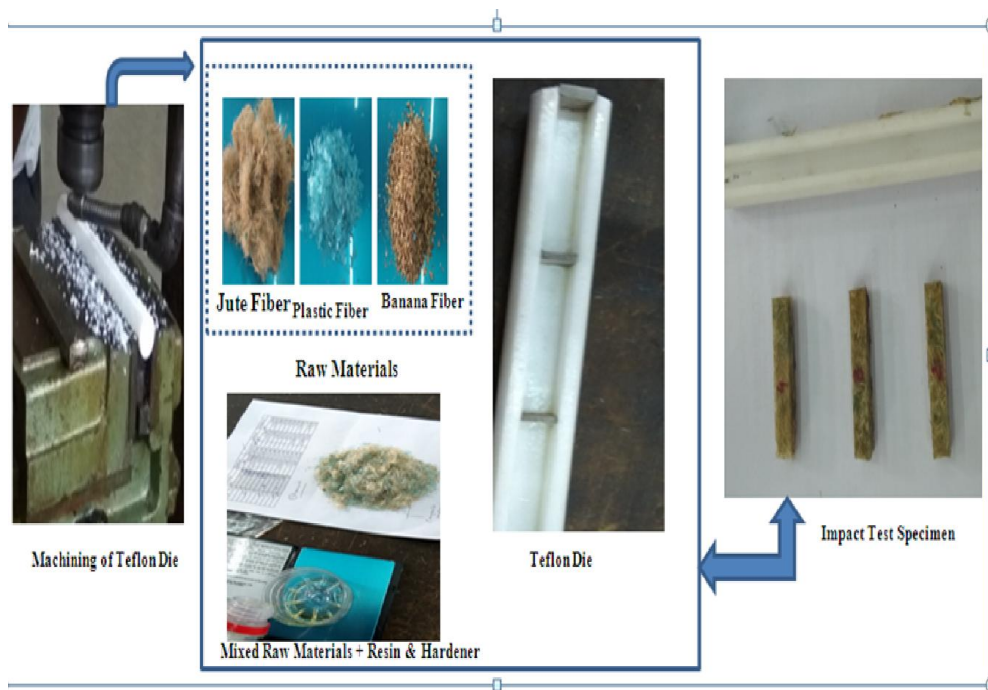 Jute Fiber
Plastic Fiber
Banana Fiber
Raw Materials
Machining of Teflon Die
Mixed Raw Materials + Resin & Hardener
Teflon Die
Impact Test Specimen